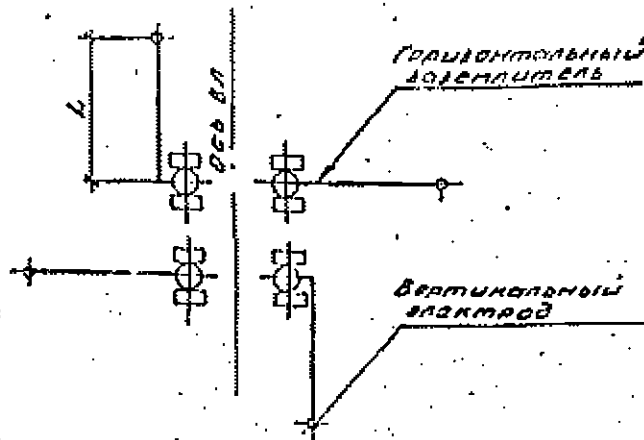 Горизонтальный
заземлитель
L
Ось ВЛ
Вертикальный
электрод